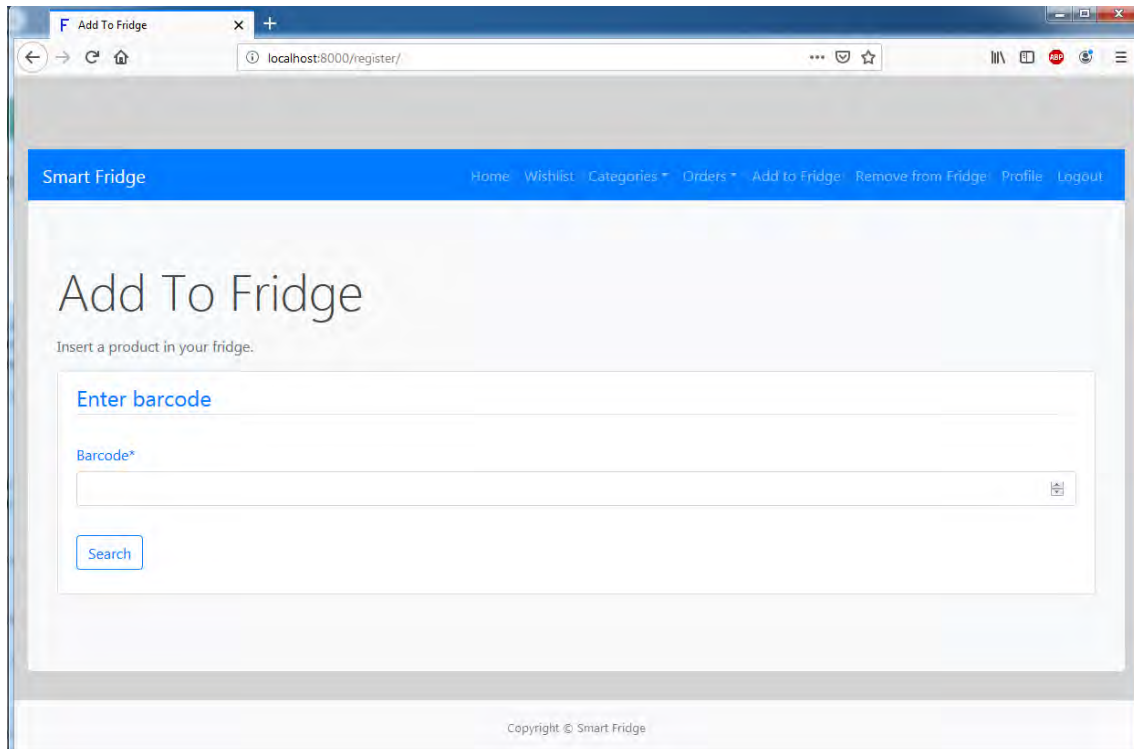 F Add To Fridge
localhost:8000/register/
ABP
Smart Fridge Home Wishlist Categories Orders Add to Fridge Remove from Fridge Profile Logout
Add To Fridge
Insert a product in your fridge.
Enter barcode
Barcode*
Search
Copyright © Smart Fridge